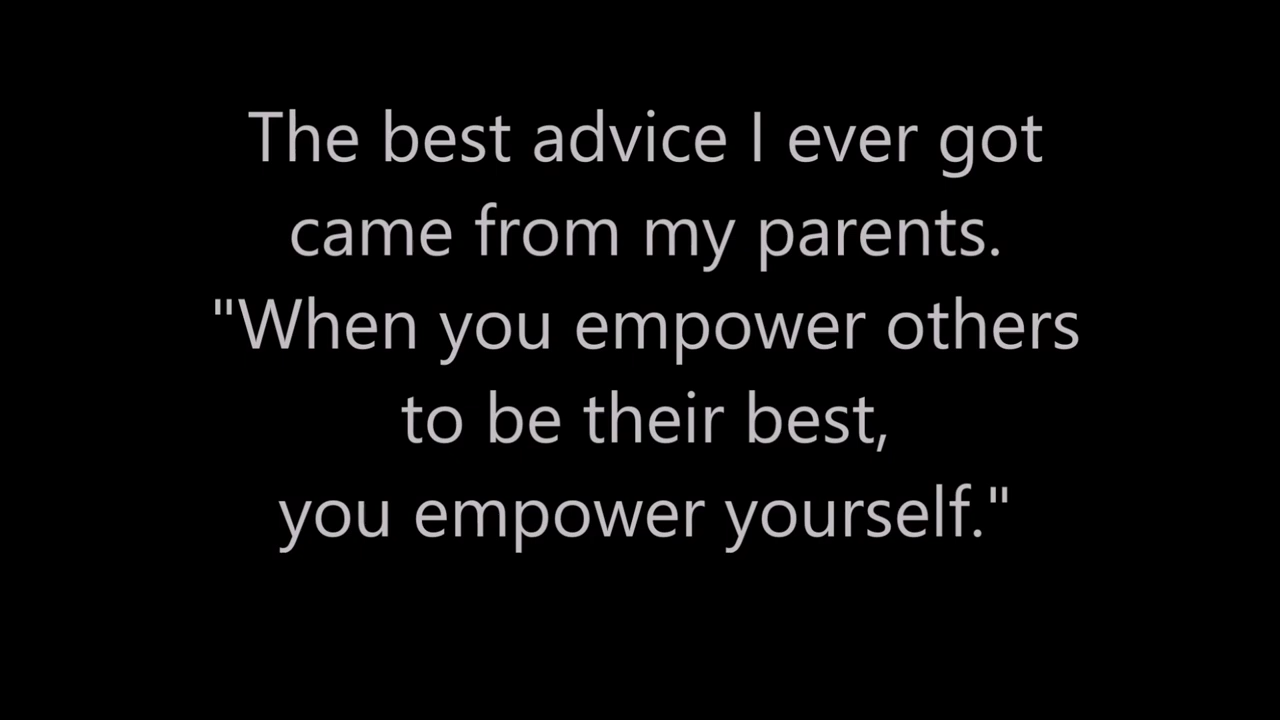 The best advice I ever got
came from my parents.
"When you empower others
to be their best,
you empower yourself."